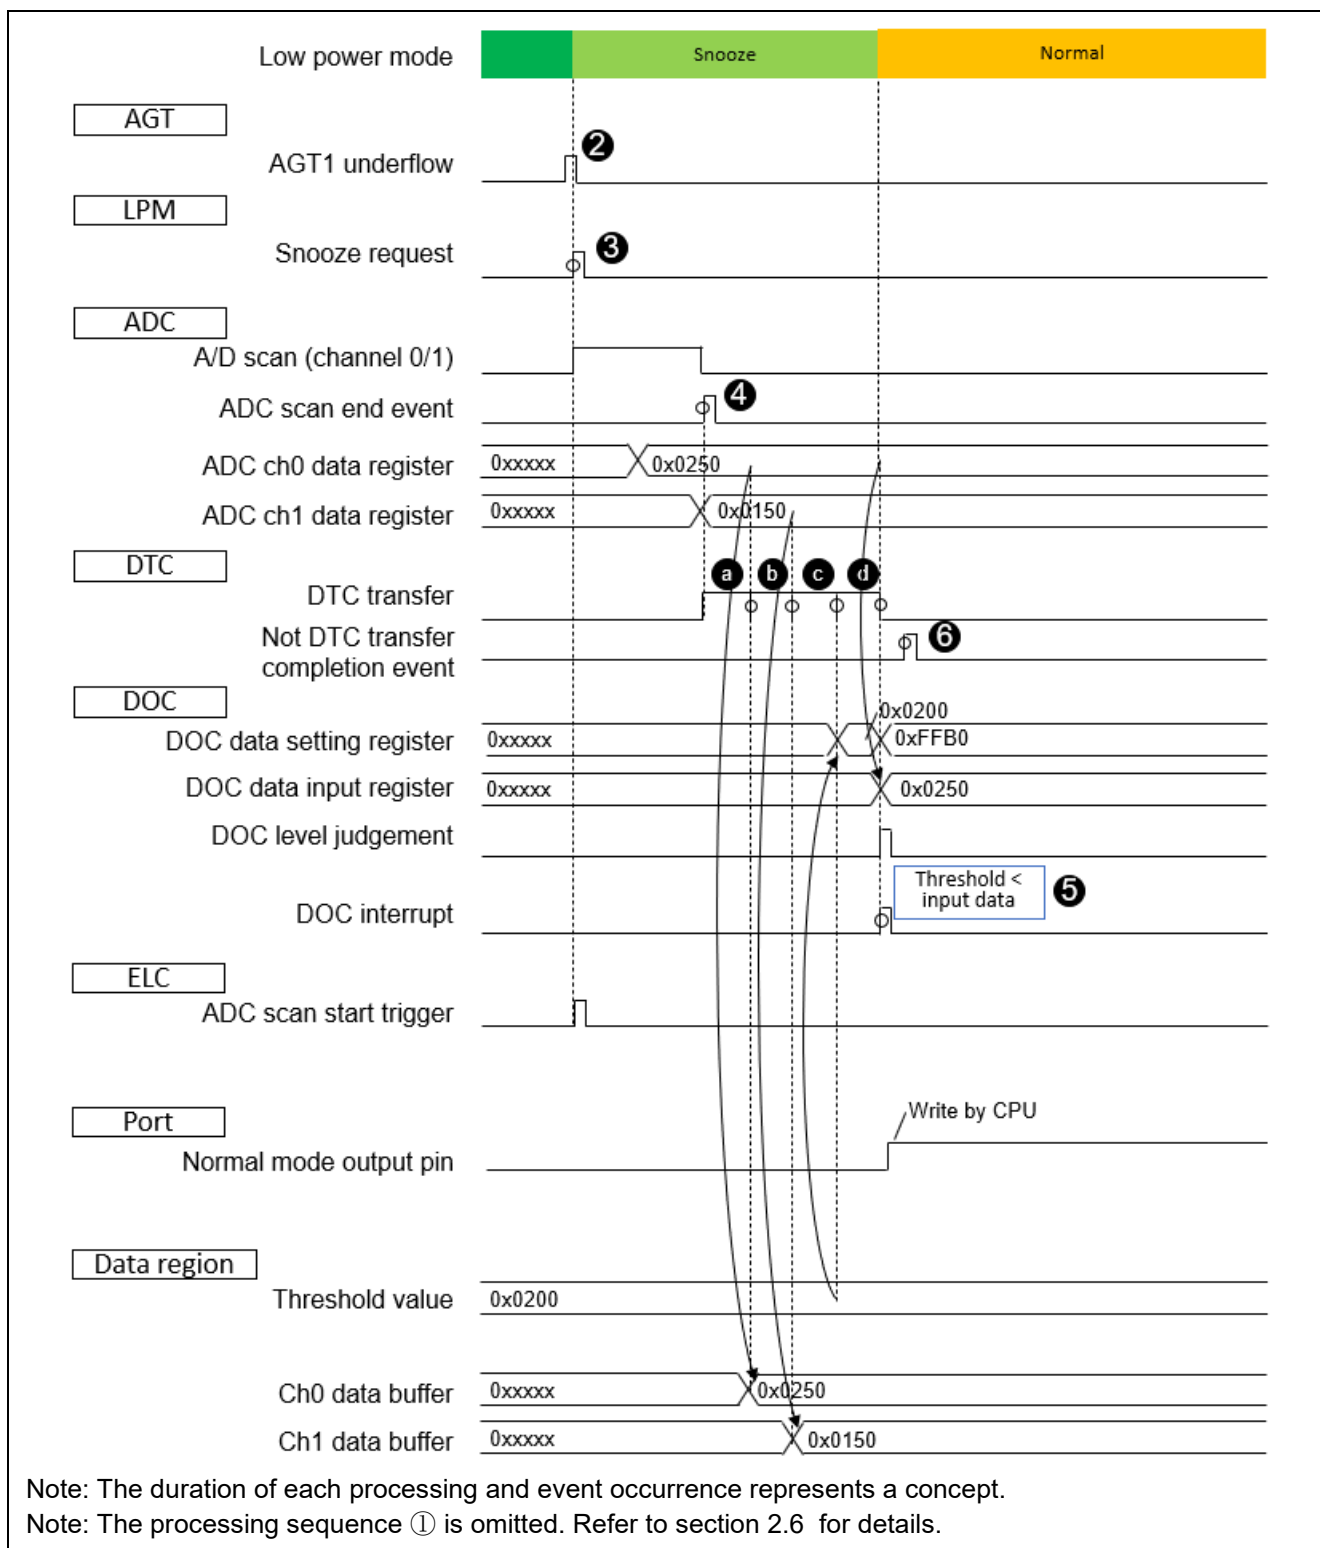 Low power mode
Snooze
Normal
AGT
AGT1 underflow
❷
LPM
Snooze request
❸
ADC
A/D scan (channel 0/1)
ADC scan end event
❹
ADC ch0 data register
0xxxxx
0x0250
ADC ch1 data register
0xxxxx
0x0150
DTC
a b c d
DTC transfer
Not DTC transfer
completion event
❻
DOC
0x0200
DOC data setting register
0xxxxx
0xFFB0
DOC data input register
0xxxxx
0x0250
DOC level judgement
Threshold <
input data
❺
DOC interrupt
ELC
ADC scan start trigger
Port
Write by CPU
Normal mode output pin
Data region
Threshold value
0x0200
Ch0 data buffer
0xxxxx
0x0250
Ch1 data buffer
0xxxxx
0x0150
Note: The duration of each processing and event occurrence represents a concept.
Note: The processing sequence ① is omitted. Refer to section 2.6 for details.